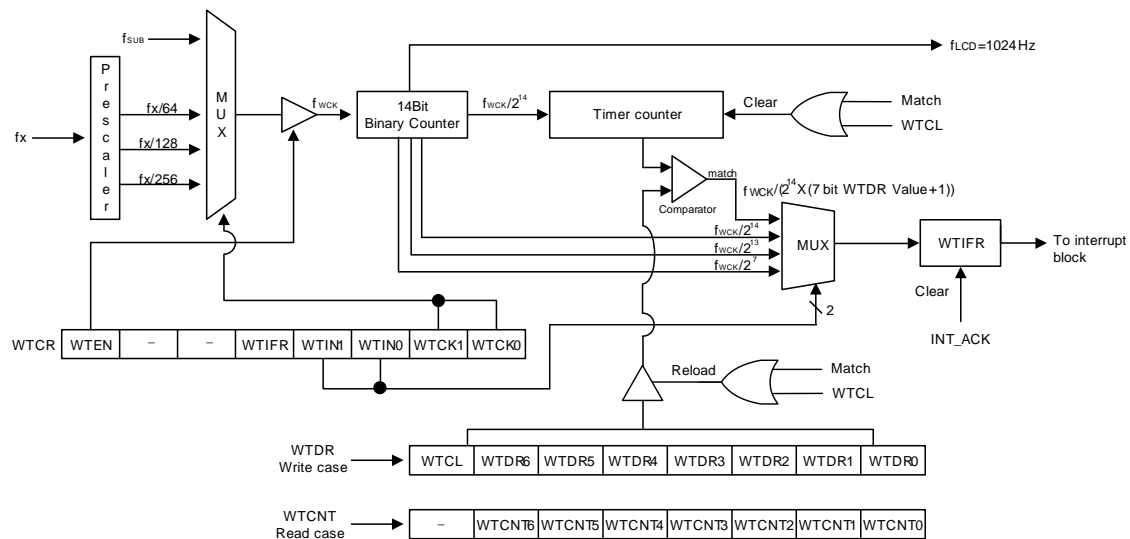 fSUB
Prescaler
fx
fx/64
fx/128
fx/256
MUX
fWCK
14Bit
Binary Counter
fWCK/2^14
Timer counter
fLCD=1024Hz
Clear
Match
WTCL
match
Comparator
fWCK/(2^14X(7bit WTDR Value+1))
fWCK/2^14
fWCK/2^13
fWCK/2^7
MUX
2
WTIFR
To interrupt
block
Clear
INT_ACK
WTCR WTEN – – WTIFR WTIN1 WTIN0 WTCK1 WTCK0
Reload
Match
WTCL
WTDR
Write case
WTCL WTDR6 WTDR5 WTDR4 WTDR3 WTDR2 WTDR1 WTDR0
WTCNT
Read case
– WTCNT6 WTCNT5 WTCNT4 WTCNT3 WTCNT2 WTCNT1 WTCNT0